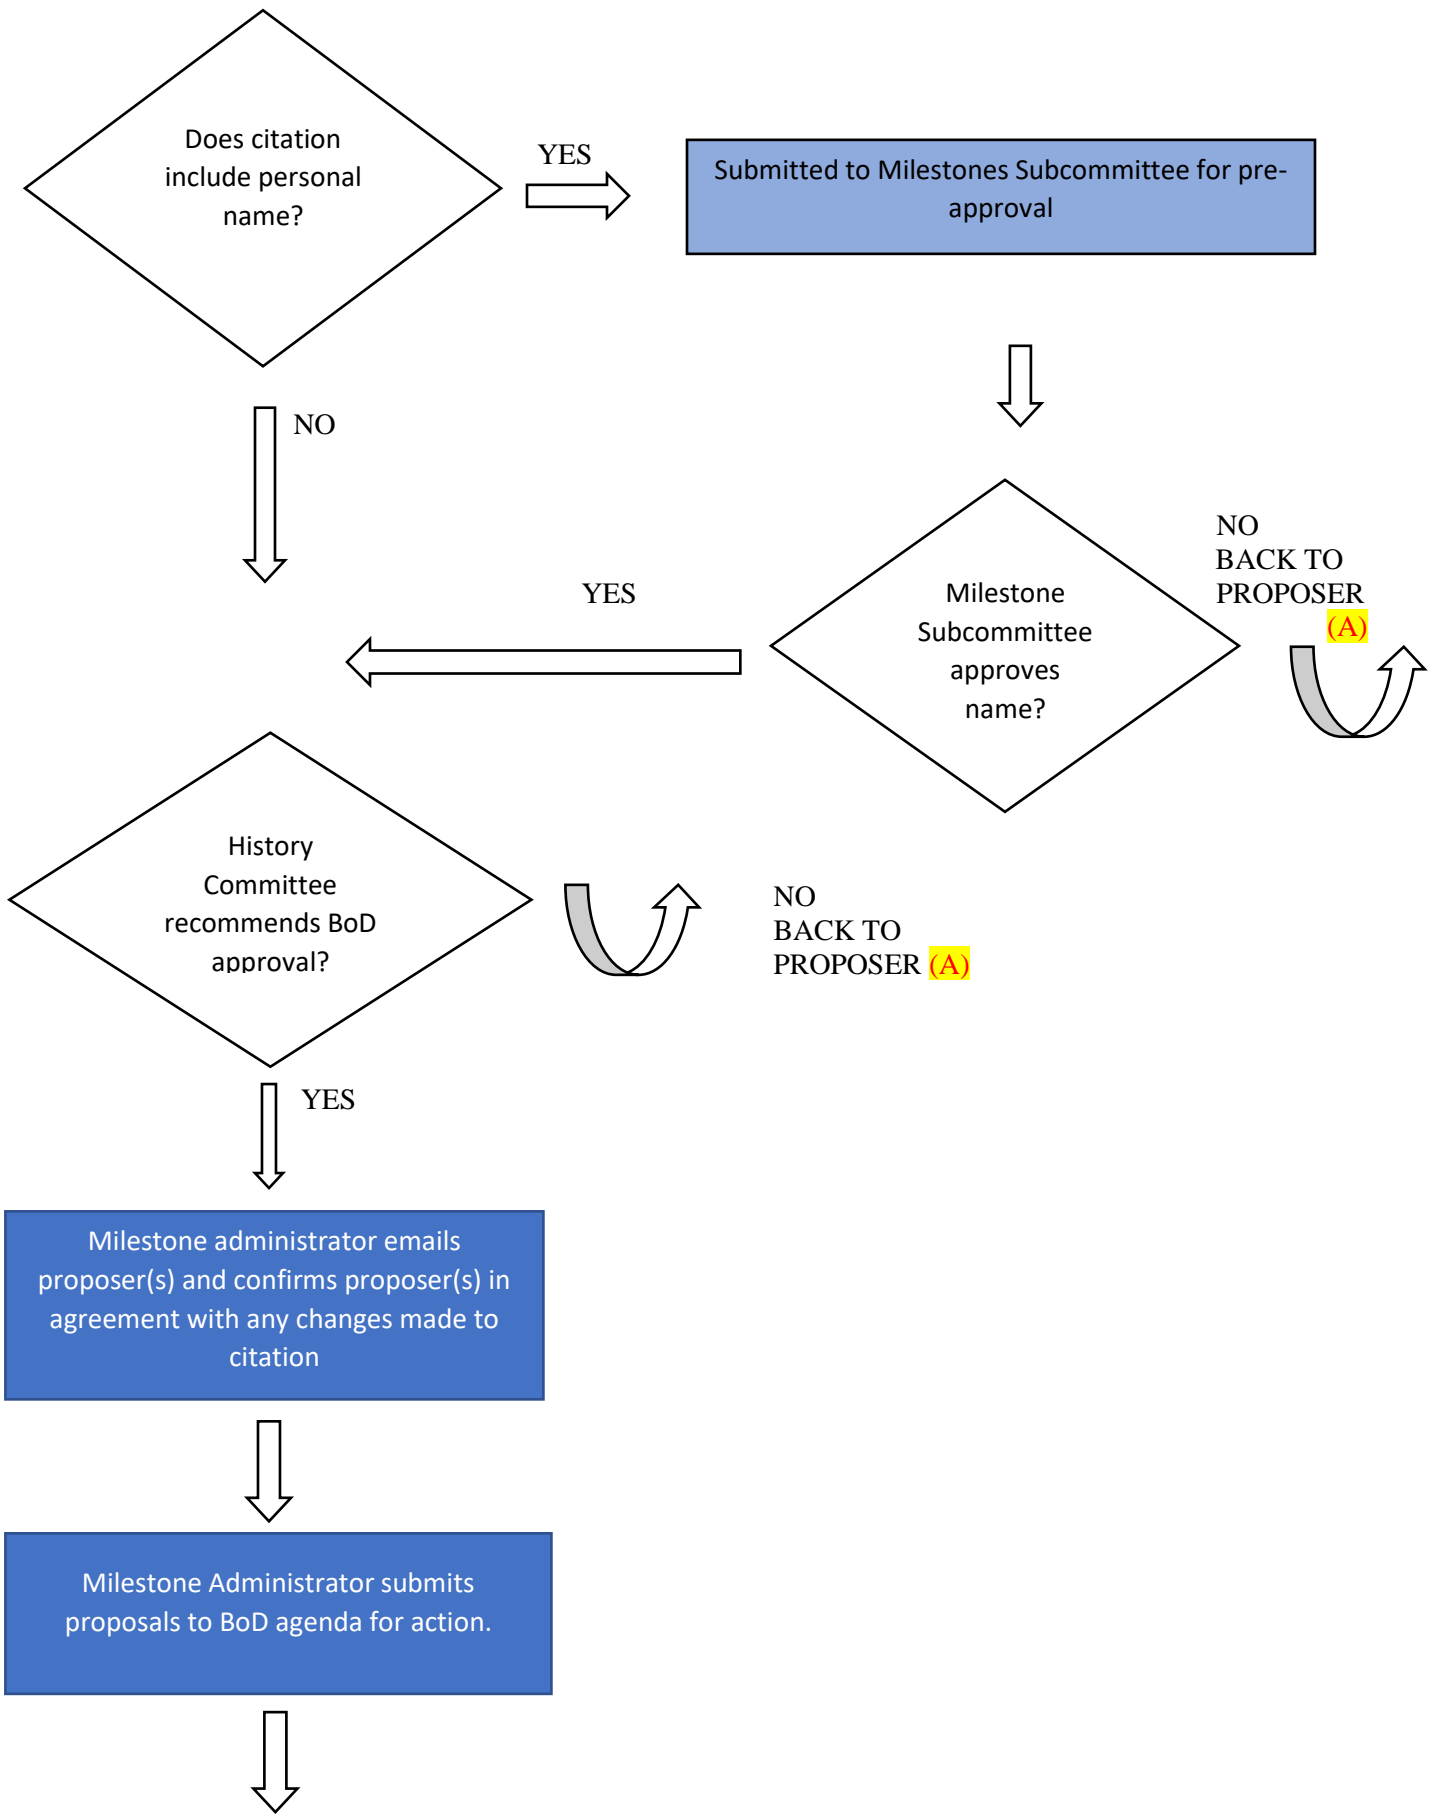 Does citation
include personal
name?
YES
Submitted to Milestones Subcommittee for pre-
approval
NO
YES
Milestone
Subcommittee
approves
name?
NO
BACK TO
PROPOSER
(A)
History
Committee
recommends BoD
approval?
NO
BACK TO
PROPOSER (A)
YES
Milestone administrator emails
proposer(s) and confirms proposer(s) in
agreement with any changes made to
citation
Milestone Administrator submits
proposals to BoD agenda for action.